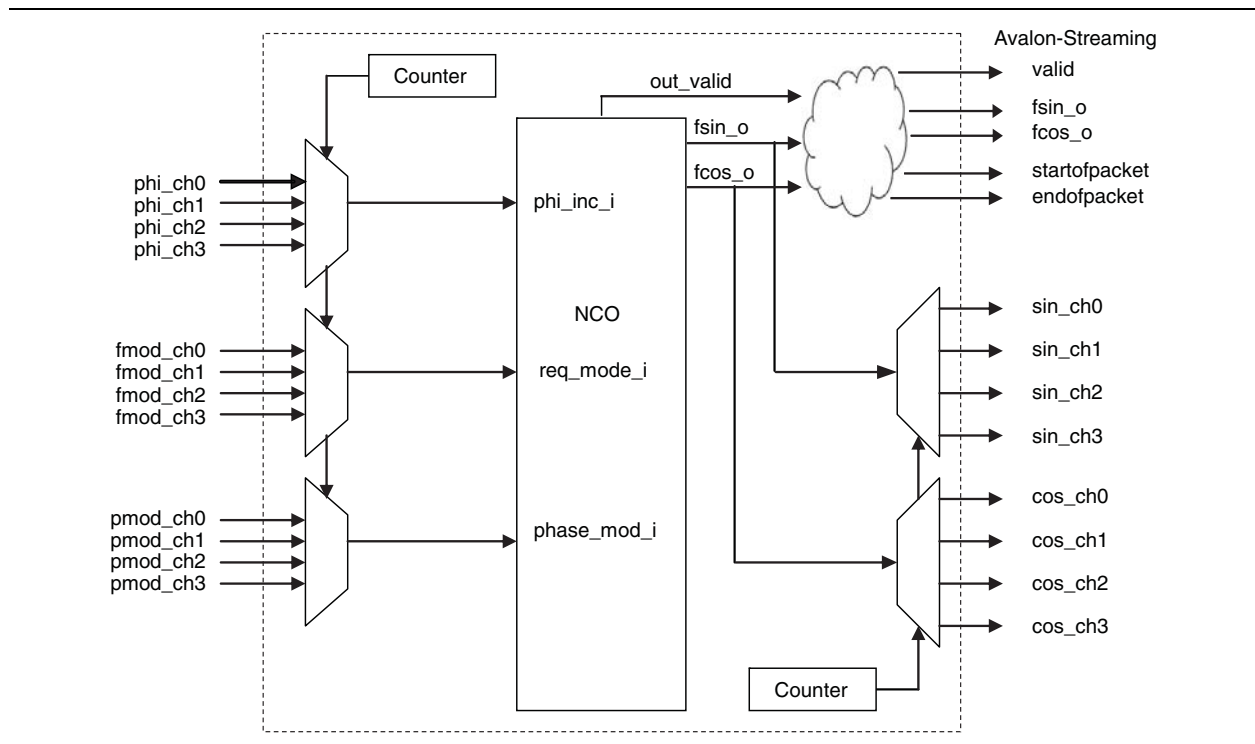 Avalon-Streaming
Counter
out_valid
valid
fsin_o
fsin_o
fcos_o
fcos_o
startofpacket
endofpacket
phi_ch0
phi_ch1
phi_ch2
phi_ch3
phi_inc_i
NCO
fmod_ch0
fmod_ch1
fmod_ch2
fmod_ch3
req_mode_i
sin_ch0
sin_ch1
sin_ch2
sin_ch3
pmod_ch0
pmod_ch1
pmod_ch2
pmod_ch3
phase_mod_i
cos_ch0
cos_ch1
cos_ch2
cos_ch3
Counter